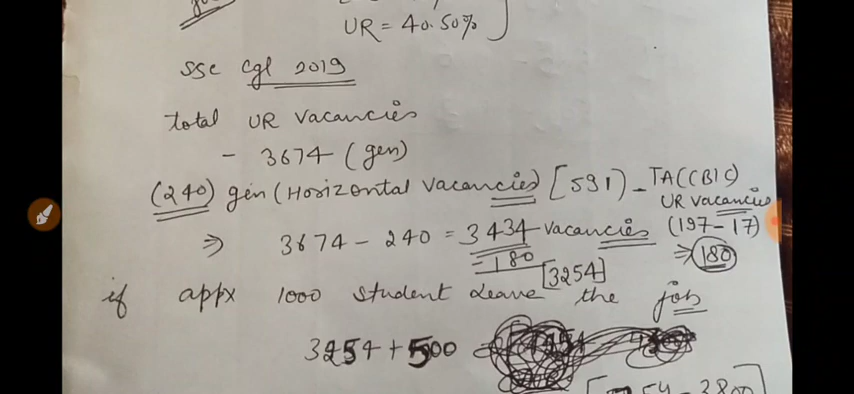 UR = 40.50%
SSC Cgl 2019
total UR Vacancies
- 3674 (gen)
(240) gen (Horizontal Vacancies) [591] - TA(CBIC)
UR Vacancies
⇒ 3674 - 240 = 3434 Vacancies (197-17)
- 180 ⇒ 180
[3254]
if appx 1000 student Leave the job
3254 + 500
54 - 3800]